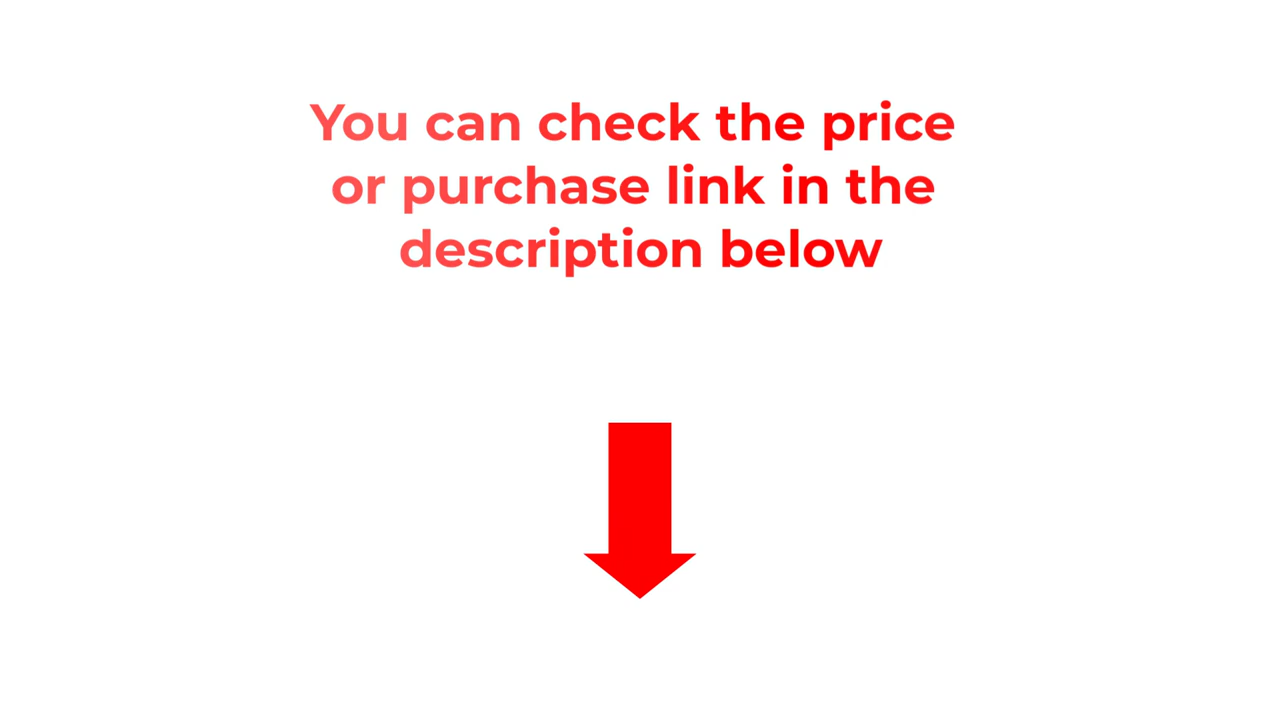 You can check the price
or purchase link in the
description below